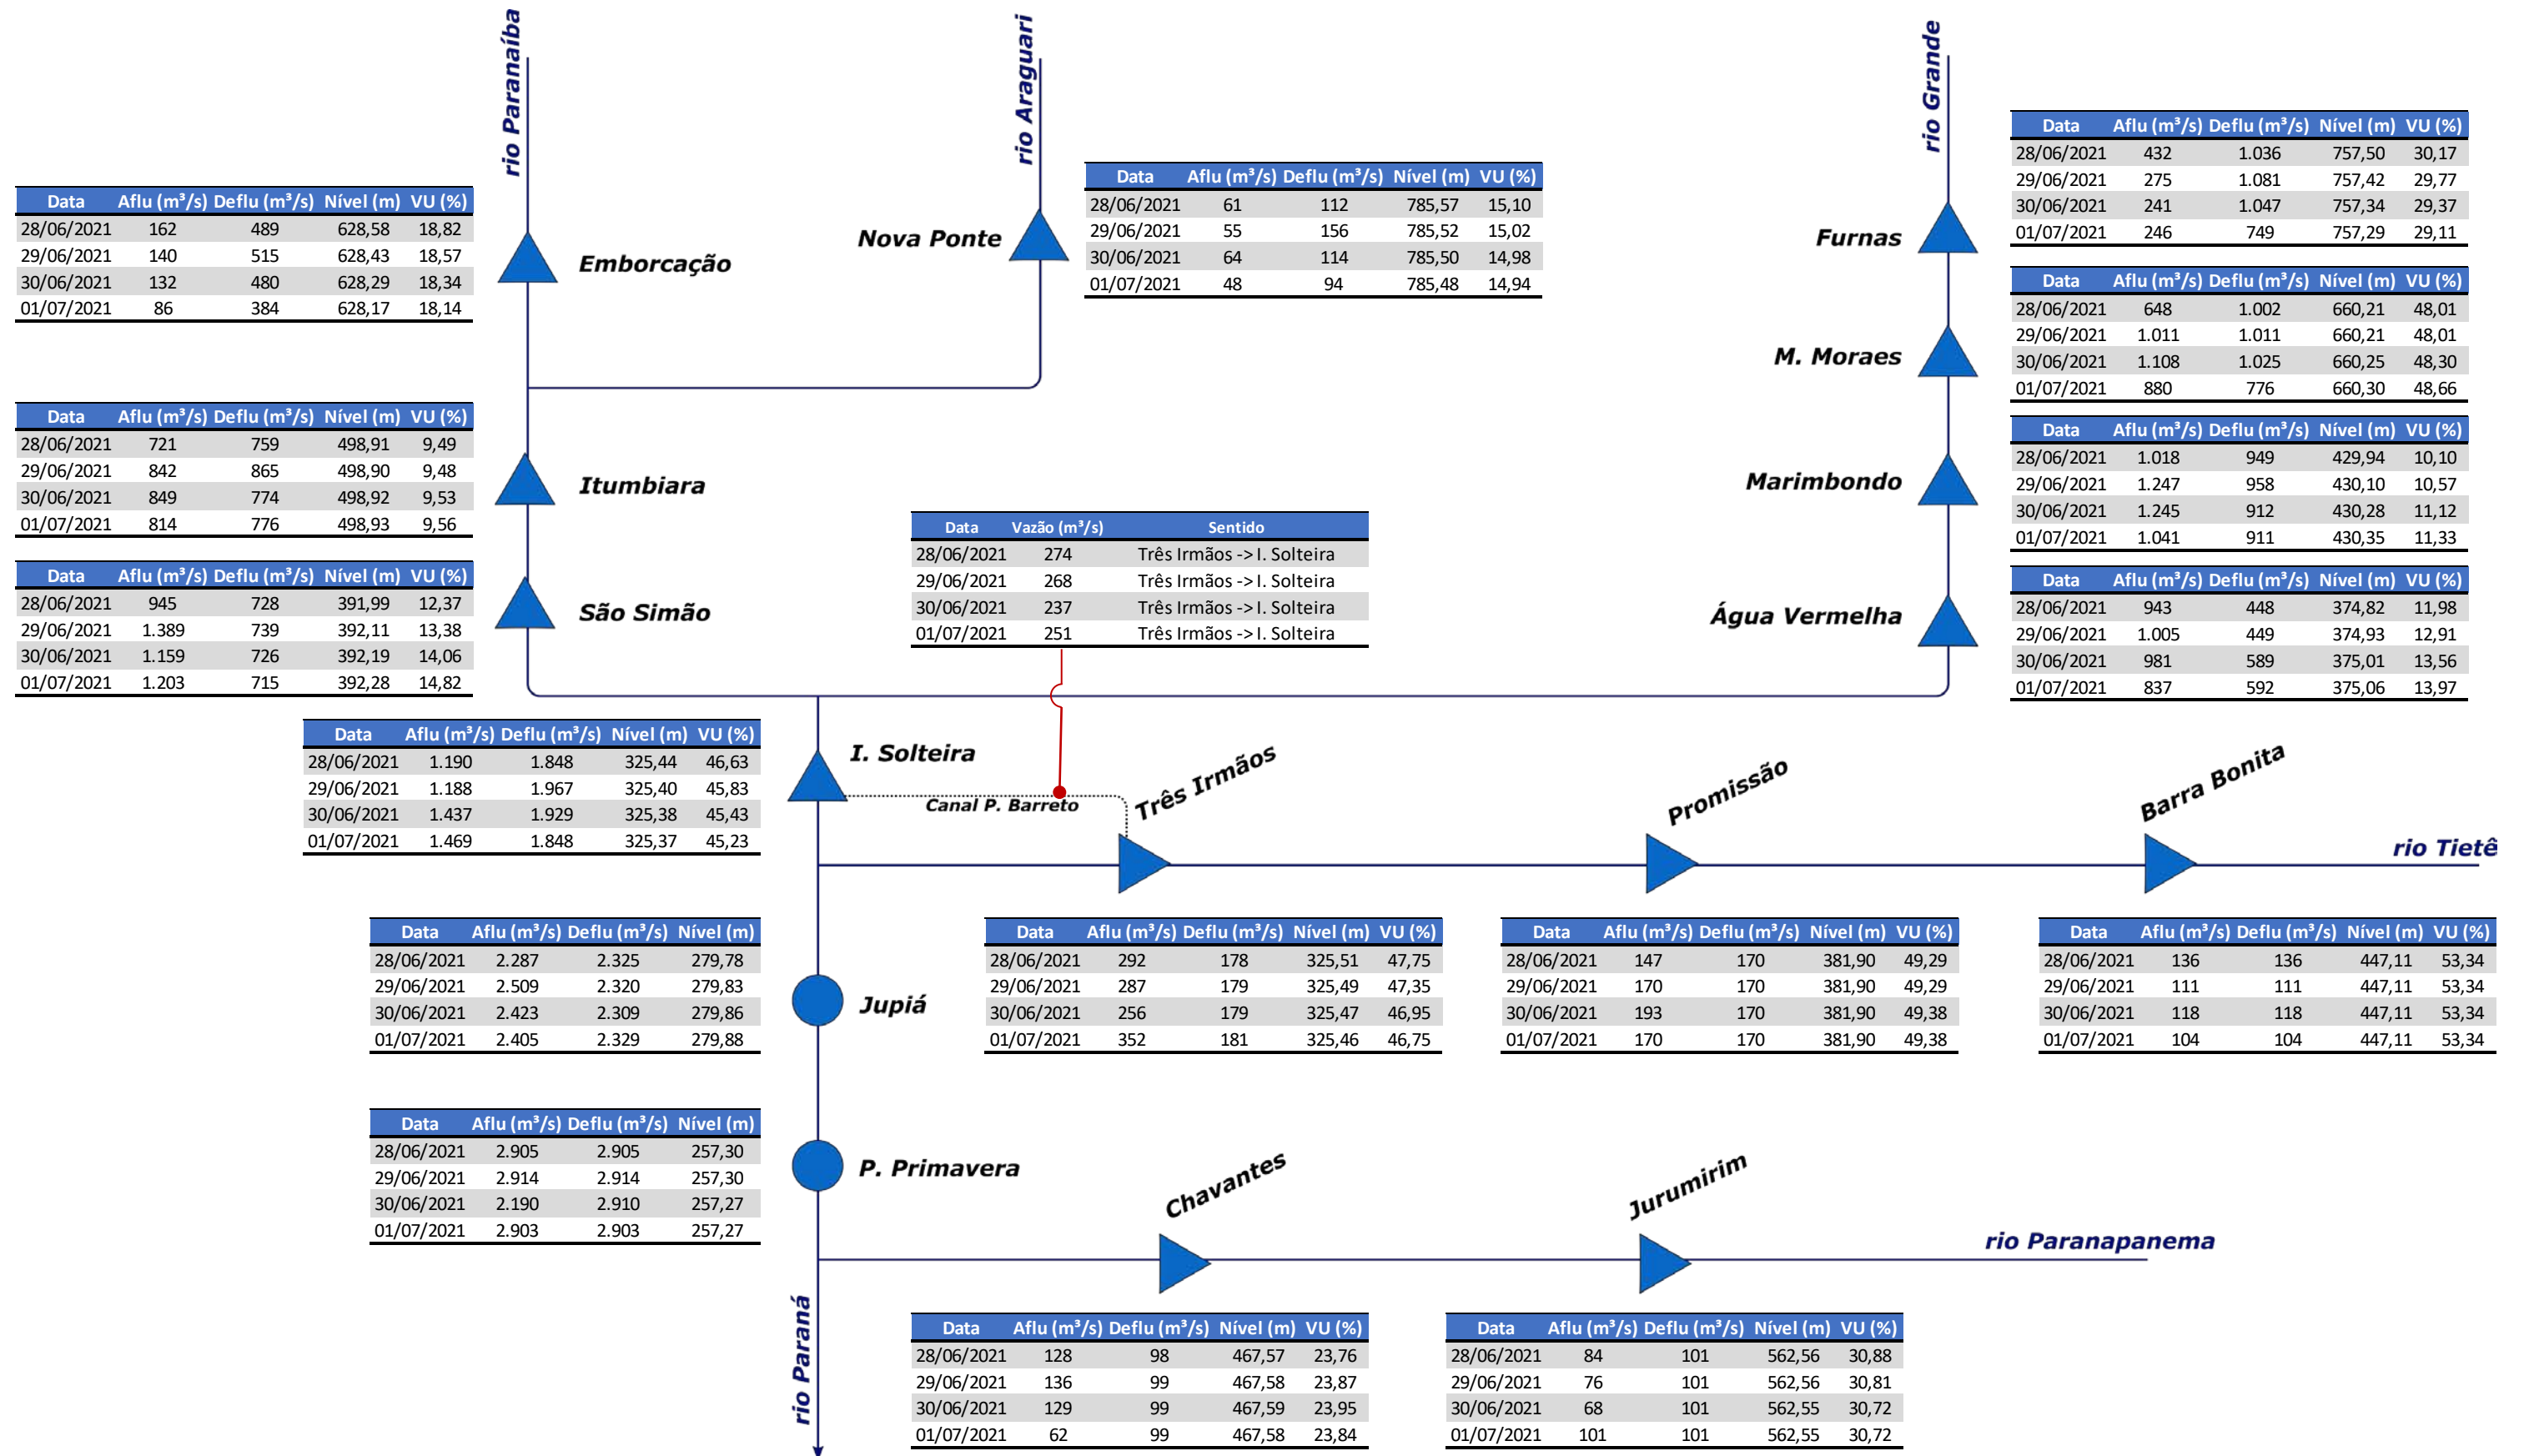 rio Paranaíba
rio Araguari
rio Grande
Data Aflu (m³/s) Deflu (m³/s) Nível (m) VU (%)
28/06/2021 162 489 628,58 18,82
29/06/2021 140 515 628,43 18,57
30/06/2021 132 480 628,29 18,34
01/07/2021 86 384 628,17 18,14
Emborcação
Nova Ponte
Data Aflu (m³/s) Deflu (m³/s) Nível (m) VU (%)
28/06/2021 61 112 785,57 15,10
29/06/2021 55 156 785,52 15,02
30/06/2021 64 114 785,50 14,98
01/07/2021 48 94 785,48 14,94
Furnas
Data Aflu (m³/s) Deflu (m³/s) Nível (m) VU (%)
28/06/2021 432 1.036 757,50 30,17
29/06/2021 275 1.081 757,42 29,77
30/06/2021 241 1.047 757,34 29,37
01/07/2021 246 749 757,29 29,11
M. Moraes
Data Aflu (m³/s) Deflu (m³/s) Nível (m) VU (%)
28/06/2021 648 1.002 660,21 48,01
29/06/2021 1.011 1.011 660,21 48,01
30/06/2021 1.108 1.025 660,25 48,30
01/07/2021 880 776 660,30 48,66
Data Aflu (m³/s) Deflu (m³/s) Nível (m) VU (%)
28/06/2021 721 759 498,91 9,49
29/06/2021 842 865 498,90 9,48
30/06/2021 849 774 498,92 9,53
01/07/2021 814 776 498,93 9,56
Itumbiara
Marimbondo
Data Aflu (m³/s) Deflu (m³/s) Nível (m) VU (%)
28/06/2021 1.018 949 429,94 10,10
29/06/2021 1.247 958 430,10 10,57
30/06/2021 1.245 912 430,28 11,12
01/07/2021 1.041 911 430,35 11,33
Data Aflu (m³/s) Deflu (m³/s) Nível (m) VU (%)
28/06/2021 945 728 391,99 12,37
29/06/2021 1.389 739 392,11 13,38
30/06/2021 1.159 726 392,19 14,06
01/07/2021 1.203 715 392,28 14,82
São Simão
Data Vazão (m³/s) Sentido
28/06/2021 274 Três Irmãos -> I. Solteira
29/06/2021 268 Três Irmãos -> I. Solteira
30/06/2021 237 Três Irmãos -> I. Solteira
01/07/2021 251 Três Irmãos -> I. Solteira
Água Vermelha
Data Aflu (m³/s) Deflu (m³/s) Nível (m) VU (%)
28/06/2021 943 448 374,82 11,98
29/06/2021 1.005 449 374,93 12,91
30/06/2021 981 589 375,01 13,56
01/07/2021 837 592 375,06 13,97
Data Aflu (m³/s) Deflu (m³/s) Nível (m) VU (%)
28/06/2021 1.190 1.848 325,44 46,63
29/06/2021 1.188 1.967 325,40 45,83
30/06/2021 1.437 1.929 325,38 45,43
01/07/2021 1.469 1.848 325,37 45,23
I. Solteira
Canal P. Barreto
Três Irmãos
Promissão
Barra Bonita
rio Tietê
Data Aflu (m³/s) Deflu (m³/s) Nível (m)
28/06/2021 2.287 2.325 279,78
29/06/2021 2.509 2.320 279,83
30/06/2021 2.423 2.309 279,86
01/07/2021 2.405 2.329 279,88
Jupiá
Data Aflu (m³/s) Deflu (m³/s) Nível (m) VU (%)
28/06/2021 292 178 325,51 47,75
29/06/2021 287 179 325,49 47,35
30/06/2021 256 179 325,47 46,95
01/07/2021 352 181 325,46 46,75
Data Aflu (m³/s) Deflu (m³/s) Nível (m) VU (%)
28/06/2021 147 170 381,90 49,29
29/06/2021 170 170 381,90 49,29
30/06/2021 193 170 381,90 49,38
01/07/2021 170 170 381,90 49,38
Data Aflu (m³/s) Deflu (m³/s) Nível (m) VU (%)
28/06/2021 136 136 447,11 53,34
29/06/2021 111 111 447,11 53,34
30/06/2021 118 118 447,11 53,34
01/07/2021 104 104 447,11 53,34
Data Aflu (m³/s) Deflu (m³/s) Nível (m)
28/06/2021 2.905 2.905 257,30
29/06/2021 2.914 2.914 257,30
30/06/2021 2.190 2.910 257,27
01/07/2021 2.903 2.903 257,27
P. Primavera
Chavantes
Jurumirim
rio Paranapanema
rio Paraná
Data Aflu (m³/s) Deflu (m³/s) Nível (m) VU (%)
28/06/2021 128 98 467,57 23,76
29/06/2021 136 99 467,58 23,87
30/06/2021 129 99 467,59 23,95
01/07/2021 62 99 467,58 23,84
Data Aflu (m³/s) Deflu (m³/s) Nível (m) VU (%)
28/06/2021 84 101 562,56 30,88
29/06/2021 76 101 562,56 30,81
30/06/2021 68 101 562,55 30,72
01/07/2021 101 101 562,55 30,72